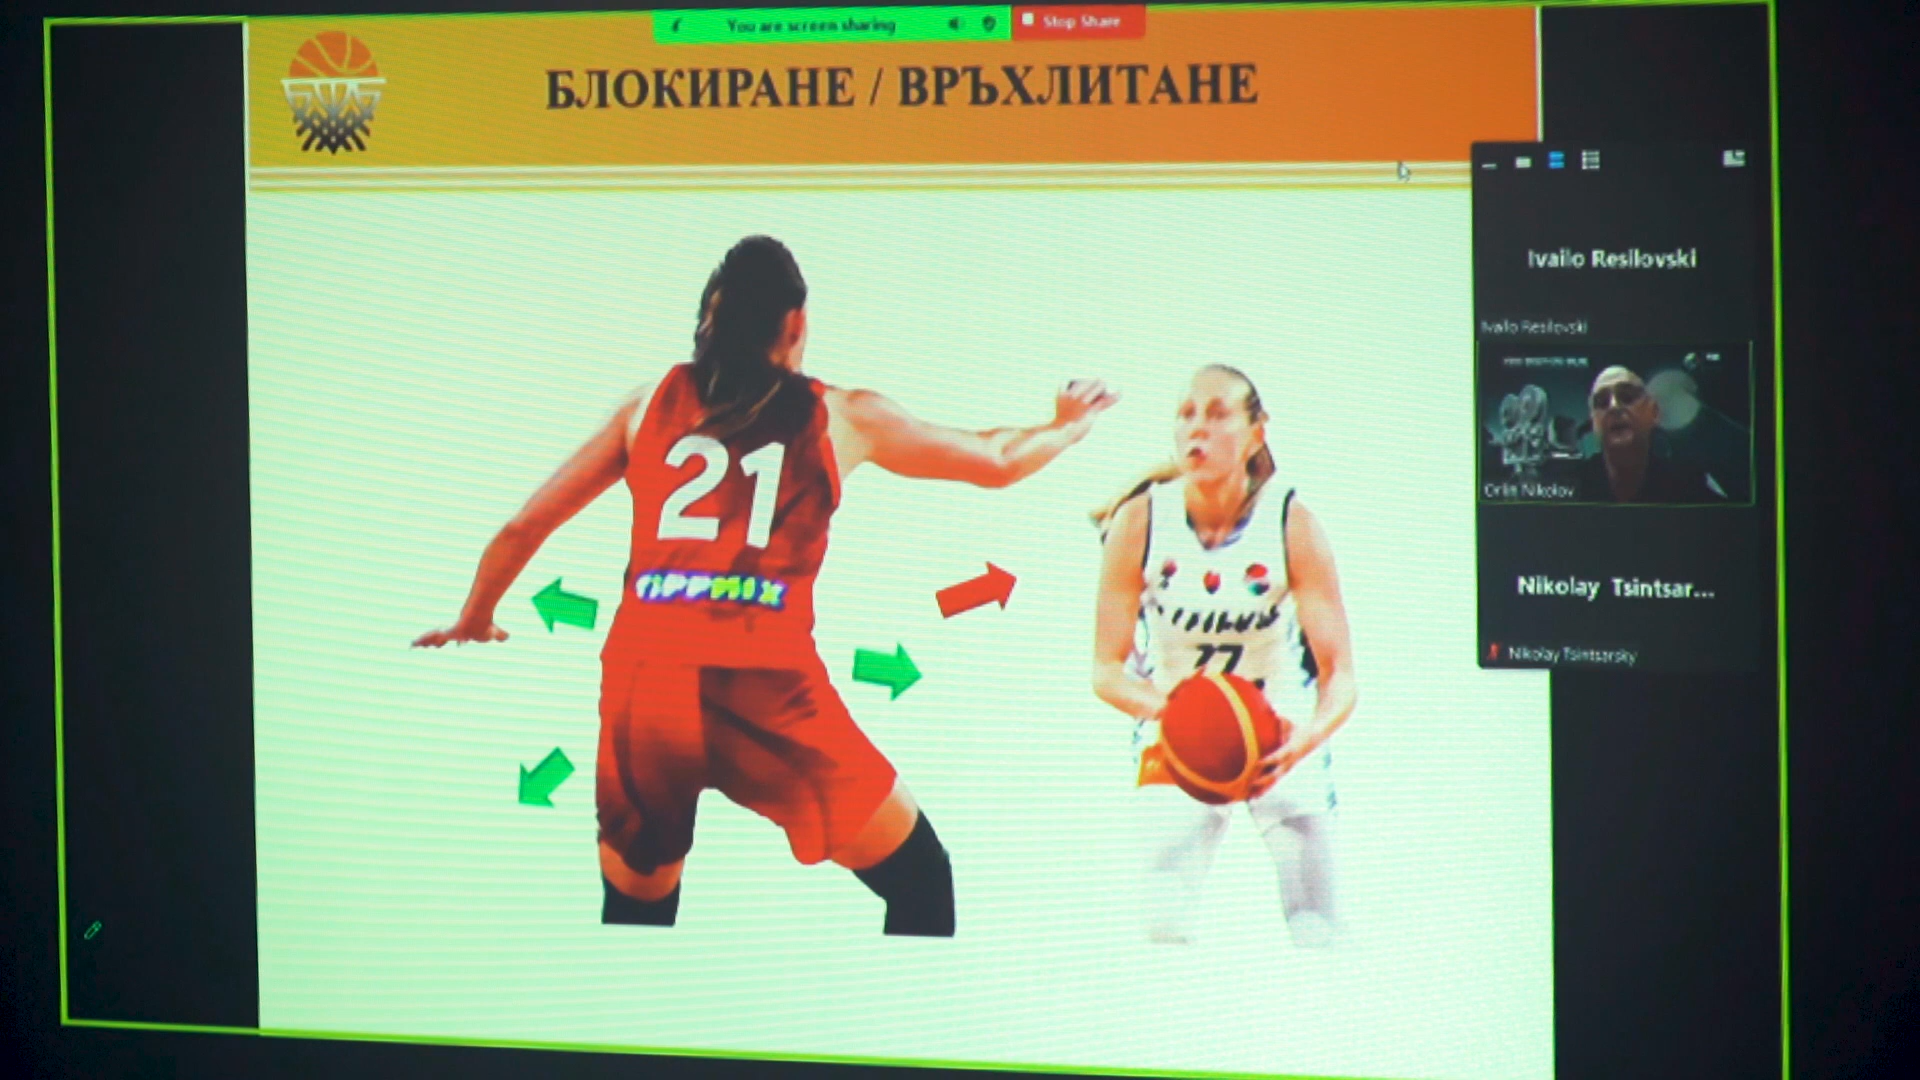 You are screen sharing
Stop Share
БЛОКИРАНЕ / ВРЪХЛИТАНЕ
Ivailo Resilovski
Ivailo Resilovski
Orlin Nikolov
Nikolay Tsintsar...
Nikolay Tsintsarsky
21
77